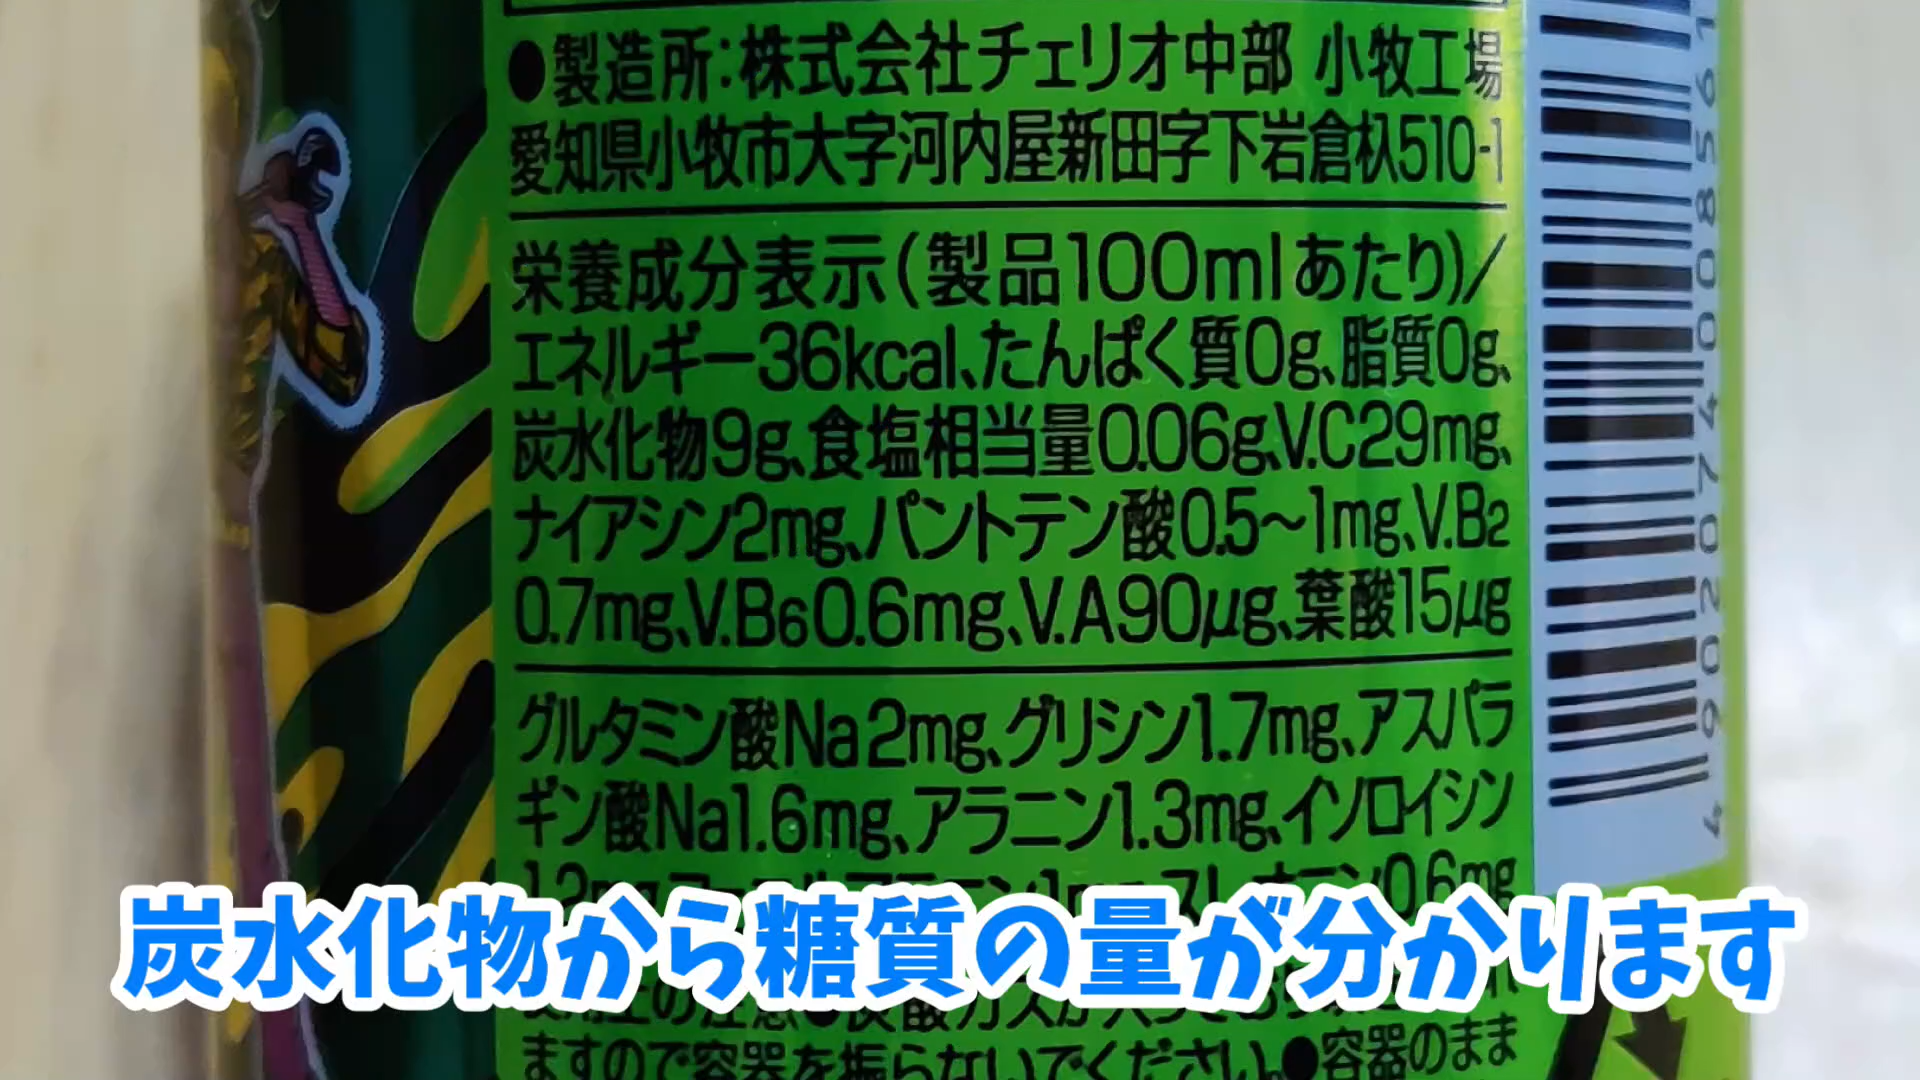 ●製造所:株式会社チェリオ中部 小牧工場
愛知県小牧市大字河内屋新田字下岩倉杁510-1
栄養成分表示(製品100mlあたり)/
エネルギー36kcal、たんぱく質0g、脂質0g、
炭水化物9g、食塩相当量0.06g、V.C29mg、
ナイアシン2mg、パントテン酸0.5〜1mg、V.B2
0.7mg、V.B6 0.6mg、V.A90μg、葉酸15μg
グルタミン酸Na2mg、グリシン1.7mg、アスパラ
ギン酸Na1.6mg、アラニン1.3mg、イソロイシン
0.6mg
炭水化物から糖質の量が分かります
ますので容器を振らないでください。●容器のまま
4902074008561